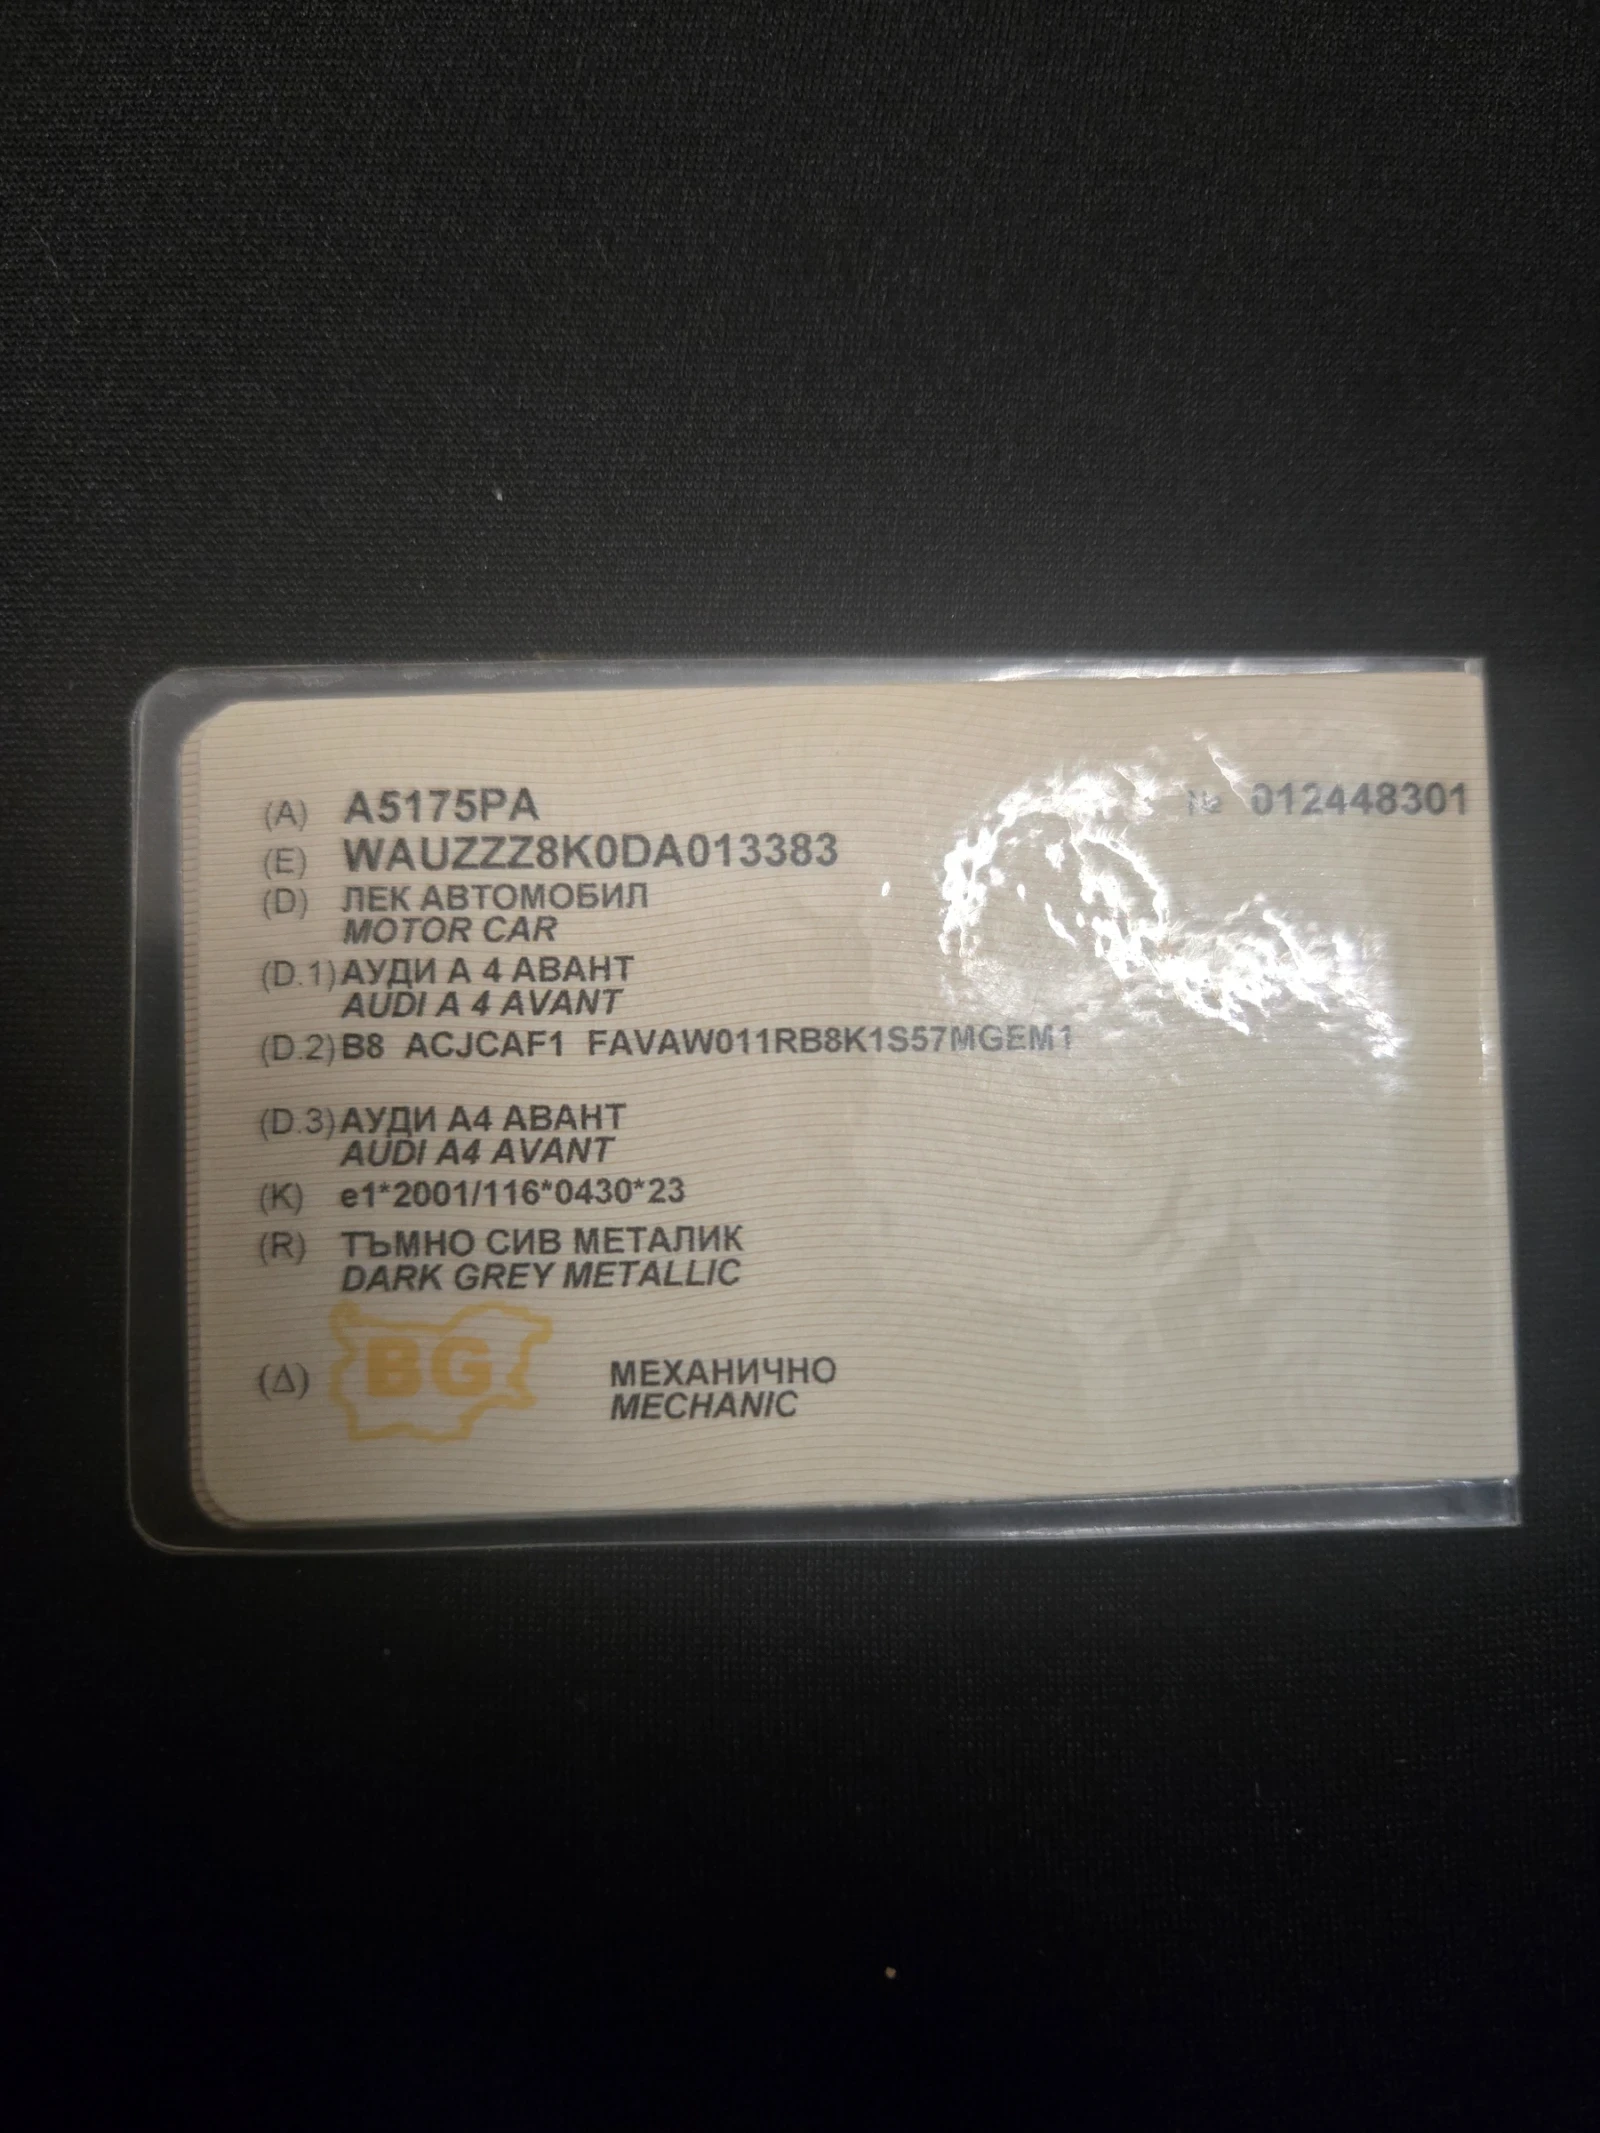 (A) A5175PA № 012448301
(E) WAUZZZ8K0DA013383
(D) ЛЕК АВТОМОБИЛ
MOTOR CAR
(D.1) АУДИ А 4 АВАНТ
AUDI A 4 AVANT
(D.2) B8 ACJCAF1 FAVAW011RB8K1S57MGEM1
(D.3) АУДИ А4 АВАНТ
AUDI A4 AVANT
(K) e1*2001/116*0430*23
(R) ТЪМНО СИВ МЕТАЛИК
DARK GREY METALLIC
(Δ) BG МЕХАНИЧНО
MECHANIC